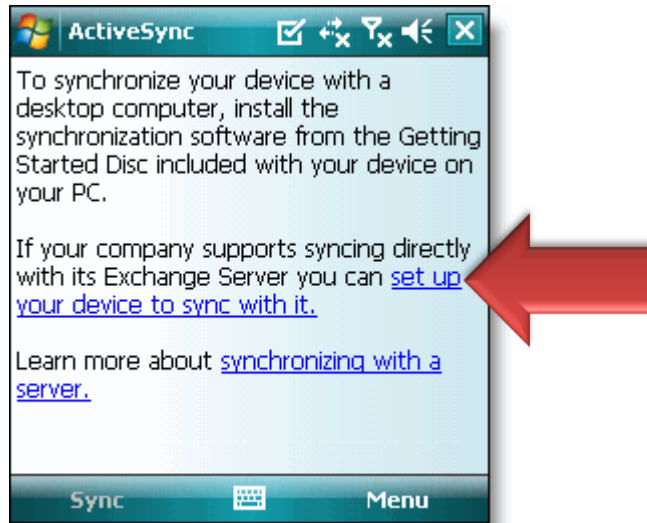 ActiveSync
To synchronize your device with a
desktop computer, install the
synchronization software from the Getting
Started Disc included with your device on
your PC.
If your company supports syncing directly
with its Exchange Server you can set up
your device to sync with it.
Learn more about synchronizing with a
server.
Sync Menu